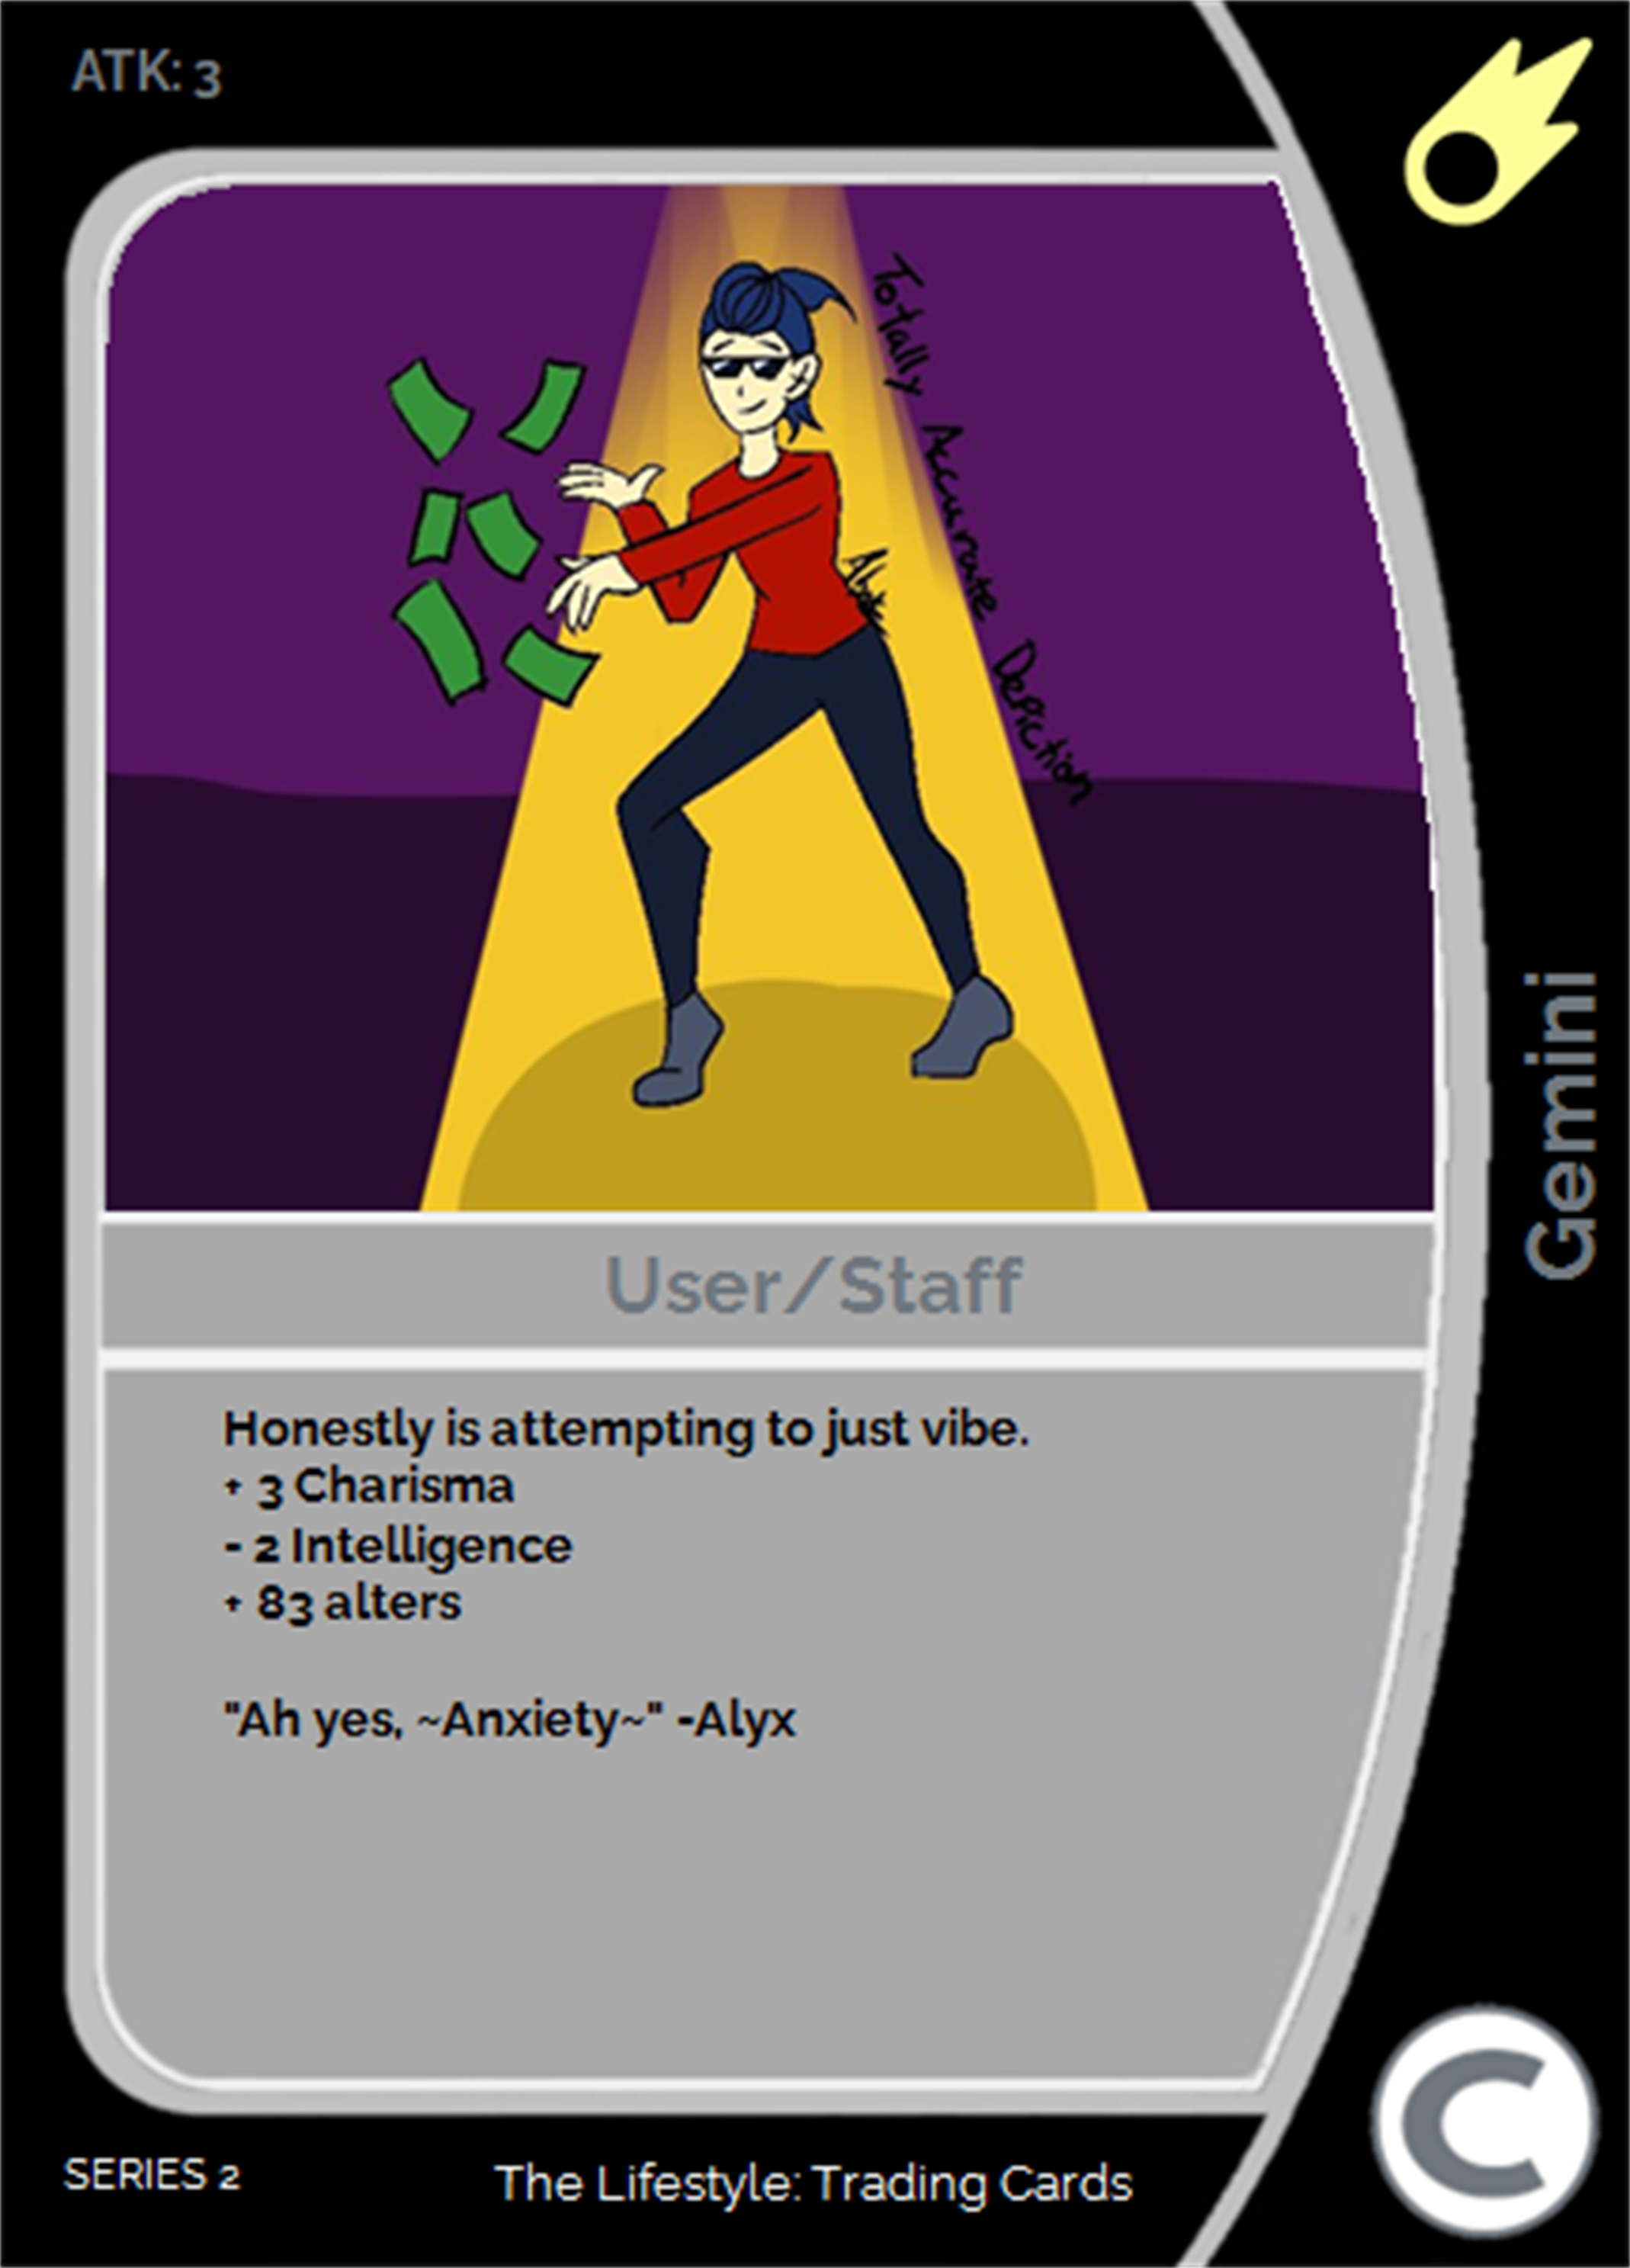 ATK: 3
Totally Accurate Depiction
Gemini
User/Staff
Honestly is attempting to just vibe.
+ 3 Charisma
- 2 Intelligence
+ 83 alters
"Ah yes, ~Anxiety~" -Alyx
SERIES 2
The Lifestyle: Trading Cards
C